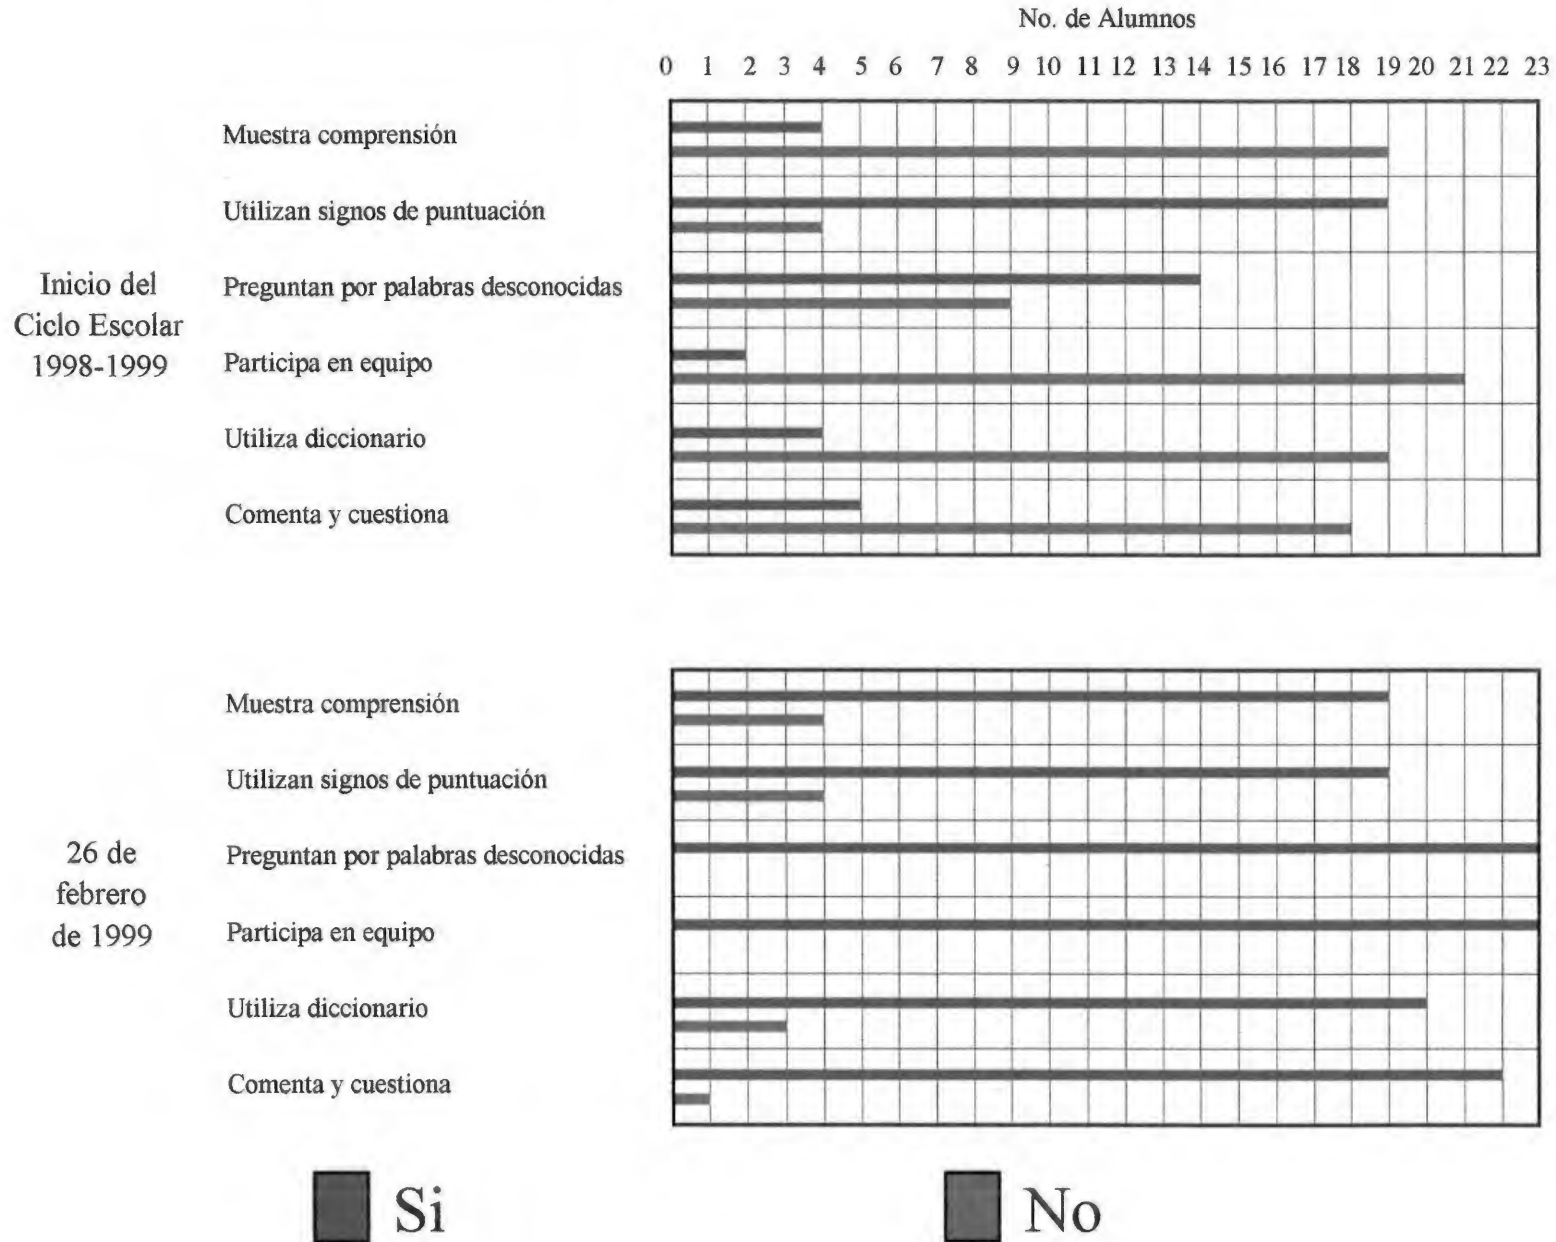 No. de Alumnos
0 1 2 3 4 5 6 7 8 9 10 11 12 13 14 15 16 17 18 19 20 21 22 23
Inicio del
Ciclo Escolar
1998-1999
Muestra comprensión
Utilizan signos de puntuación
Preguntan por palabras desconocidas
Participa en equipo
Utiliza diccionario
Comenta y cuestiona
26 de
febrero
de 1999
Muestra comprensión
Utilizan signos de puntuación
Preguntan por palabras desconocidas
Participa en equipo
Utiliza diccionario
Comenta y cuestiona
Si
No